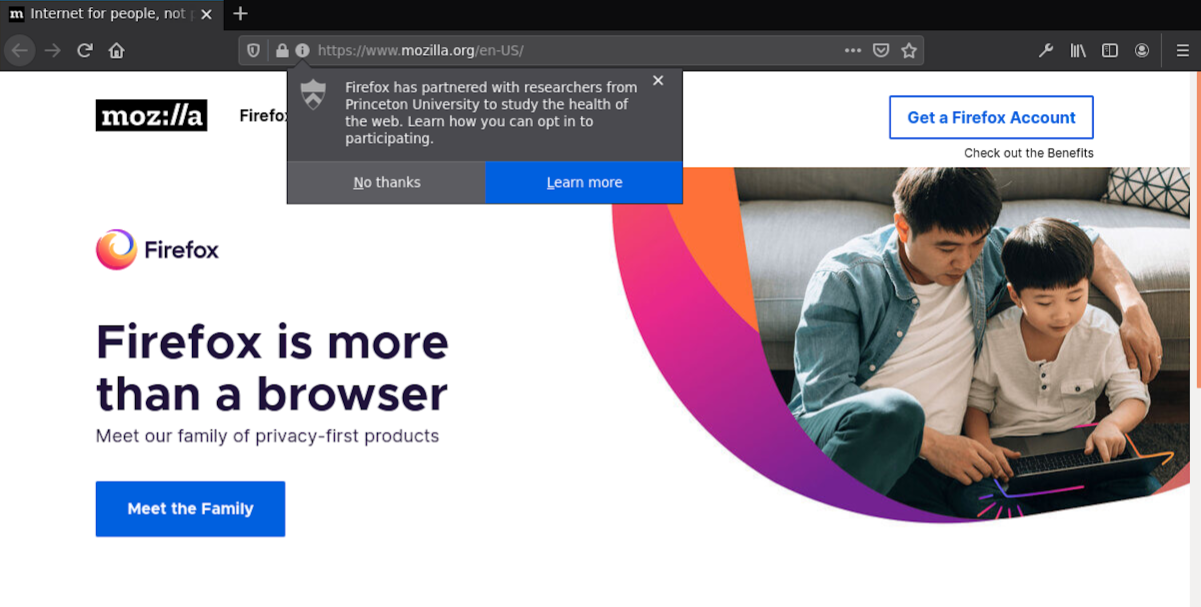 m Internet for people, not
https://www.mozilla.org/en-US/
Firefox has partnered with researchers from
Princeton University to study the health of
the web. Learn how you can opt in to
participating.
No thanks
Learn more
moz://a
Get a Firefox Account
Check out the Benefits
Firefox
Firefox is more
than a browser
Meet our family of privacy-first products
Meet the Family